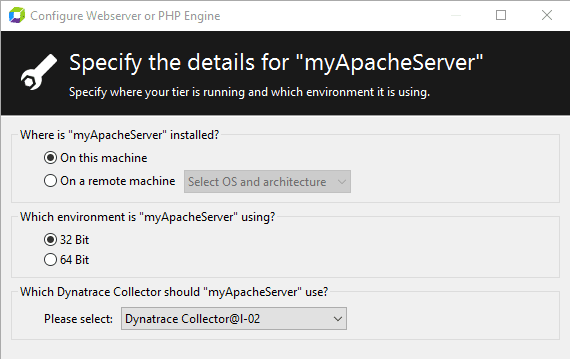 Configure Webserver or PHP Engine
Specify the details for "myApacheServer"
Specify where your tier is running and which environment it is using.
Where is "myApacheServer" installed?
On this machine
On a remote machine Select OS and architecture
Which environment is "myApacheServer" using?
32 Bit
64 Bit
Which Dynatrace Collector should "myApacheServer" use?
Please select: Dynatrace Collector@I-02